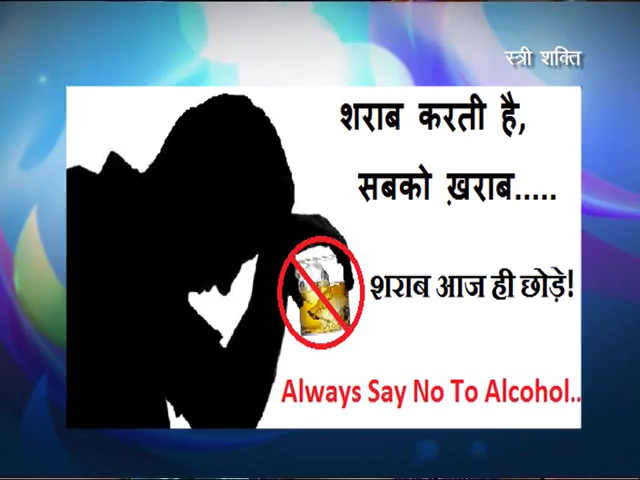 स्त्री शक्ति
शराब करती है,
सबको ख़राब.....
शराब आज ही छोड़े!
Always Say No To Alcohol..